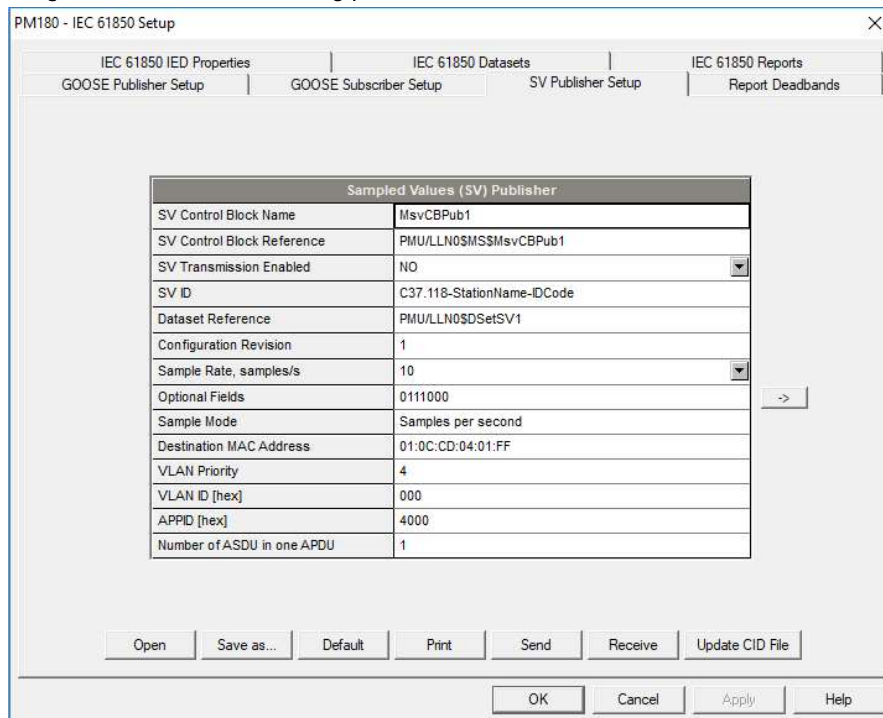 PM180 - IEC 61850 Setup
IEC 61850 IED Properties
IEC 61850 Datasets
IEC 61850 Reports
GOOSE Publisher Setup
GOOSE Subscriber Setup
SV Publisher Setup
Report Deadbands
Sampled Values (SV) Publisher
SV Control Block Name MsvCBPub1
SV Control Block Reference PMU/LLN0$MS$MsvCBPub1
SV Transmission Enabled NO
SV ID C37.118-StationName-IDCode
Dataset Reference PMU/LLN0$DSetSV1
Configuration Revision 1
Sample Rate, samples/s 10
Optional Fields 0111000
->
Sample Mode Samples per second
Destination MAC Address 01:0C:CD:04:01:FF
VLAN Priority 4
VLAN ID [hex] 000
APPID [hex] 4000
Number of ASDU in one APDU 1
Open Save as... Default Print Send Receive Update CID File
OK Cancel Apply Help